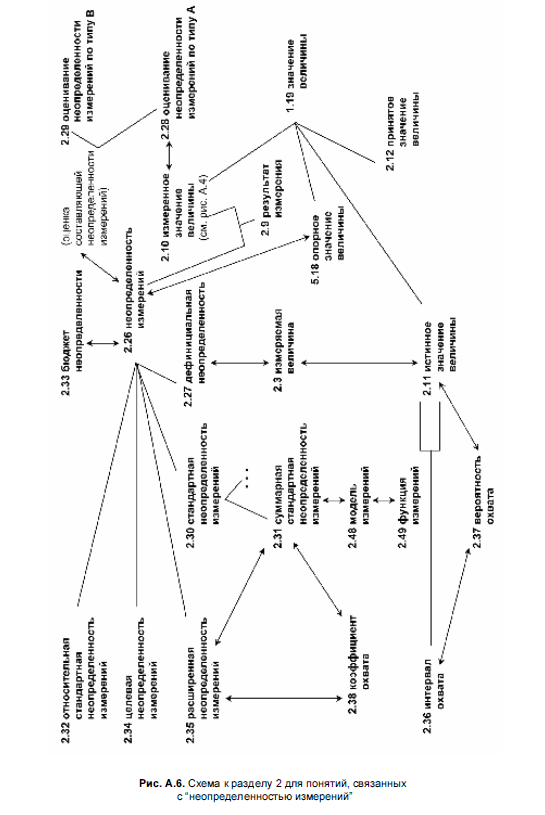 2.32 относительная
стандартная
неопределенность
измерений
2.33 бюджет
неопределенности
(оценка
составляющей
неопределенности
измерений)
2.29 оценивание
неопределенности
измерений по типу B
2.34 целевая
неопределенность
измерений
2.26 неопределенность
измерений
2.10 измеренное
значение
величины
(см. рис. А.4)
2.28 оценивание
неопределенности
измерений по типу A
2.35 расширенная
неопределенность
измерений
2.30 стандартная
неопределенность
измерений
. . .
2.27 дефинициальная
неопределенность
2.9 результат
измерения
2.31 суммарная
стандартная
неопределенность
измерений
2.3 измеряемая
величина
1.19 значение
величины
5.18 опорное
значение
величины
2.38 коэффициент
охвата
2.48 модель
измерений
2.12 принятое
значение
величины
2.49 функция
измерений
2.36 интервал
охвата
2.11 истинное
значение
величины
2.37 вероятность
охвата
Рис. А.6. Схема к разделу 2 для понятий, связанных
с “неопределенностью измерений”